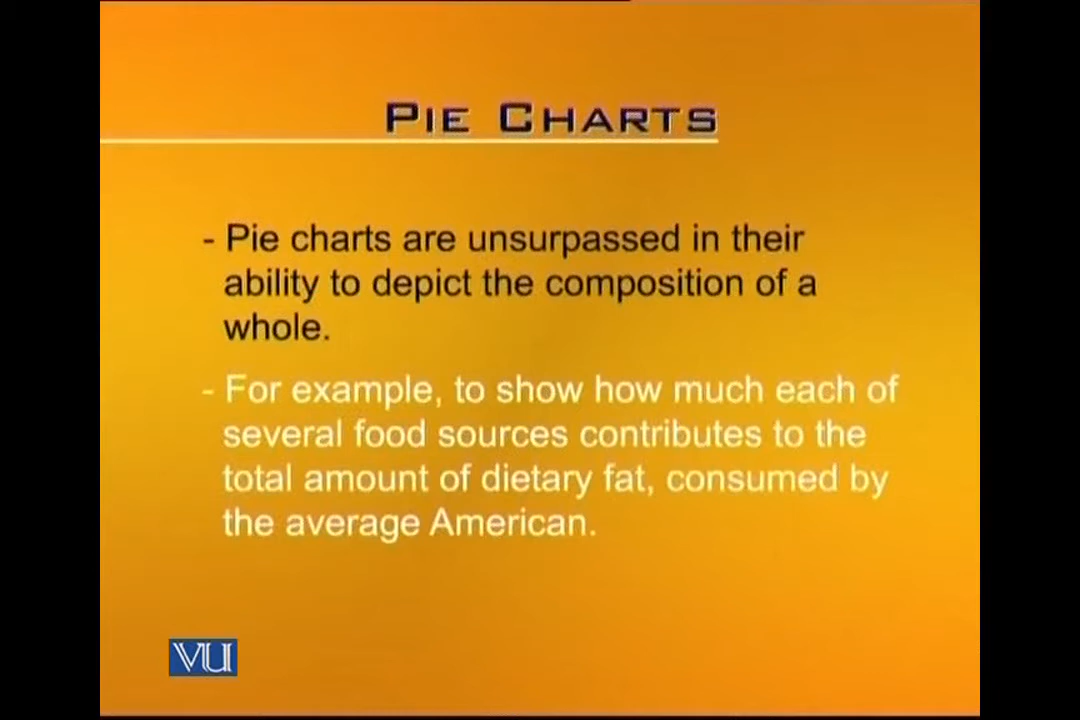 PIE CHARTS
- Pie charts are unsurpassed in their
ability to depict the composition of a
whole.
- For example, to show how much each of
several food sources contributes to the
total amount of dietary fat, consumed by
the average American.
VU